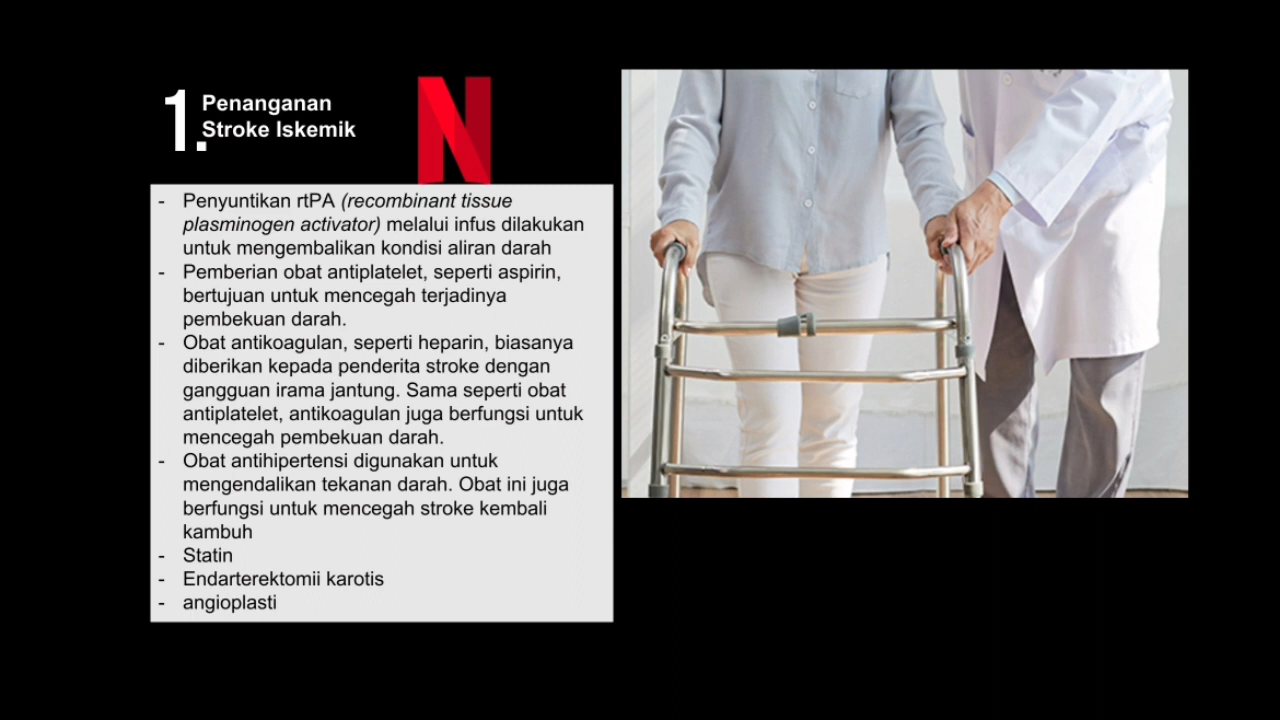 1. Penanganan
Stroke Iskemik
N
- Penyuntikan rtPA (recombinant tissue
plasminogen activator) melalui infus dilakukan
untuk mengembalikan kondisi aliran darah
- Pemberian obat antiplatelet, seperti aspirin,
bertujuan untuk mencegah terjadinya
pembekuan darah.
- Obat antikoagulan, seperti heparin, biasanya
diberikan kepada penderita stroke dengan
gangguan irama jantung. Sama seperti obat
antiplatelet, antikoagulan juga berfungsi untuk
mencegah pembekuan darah.
- Obat antihipertensi digunakan untuk
mengendalikan tekanan darah. Obat ini juga
berfungsi untuk mencegah stroke kembali
kambuh
- Statin
- Endarterektomii karotis
- angioplasti